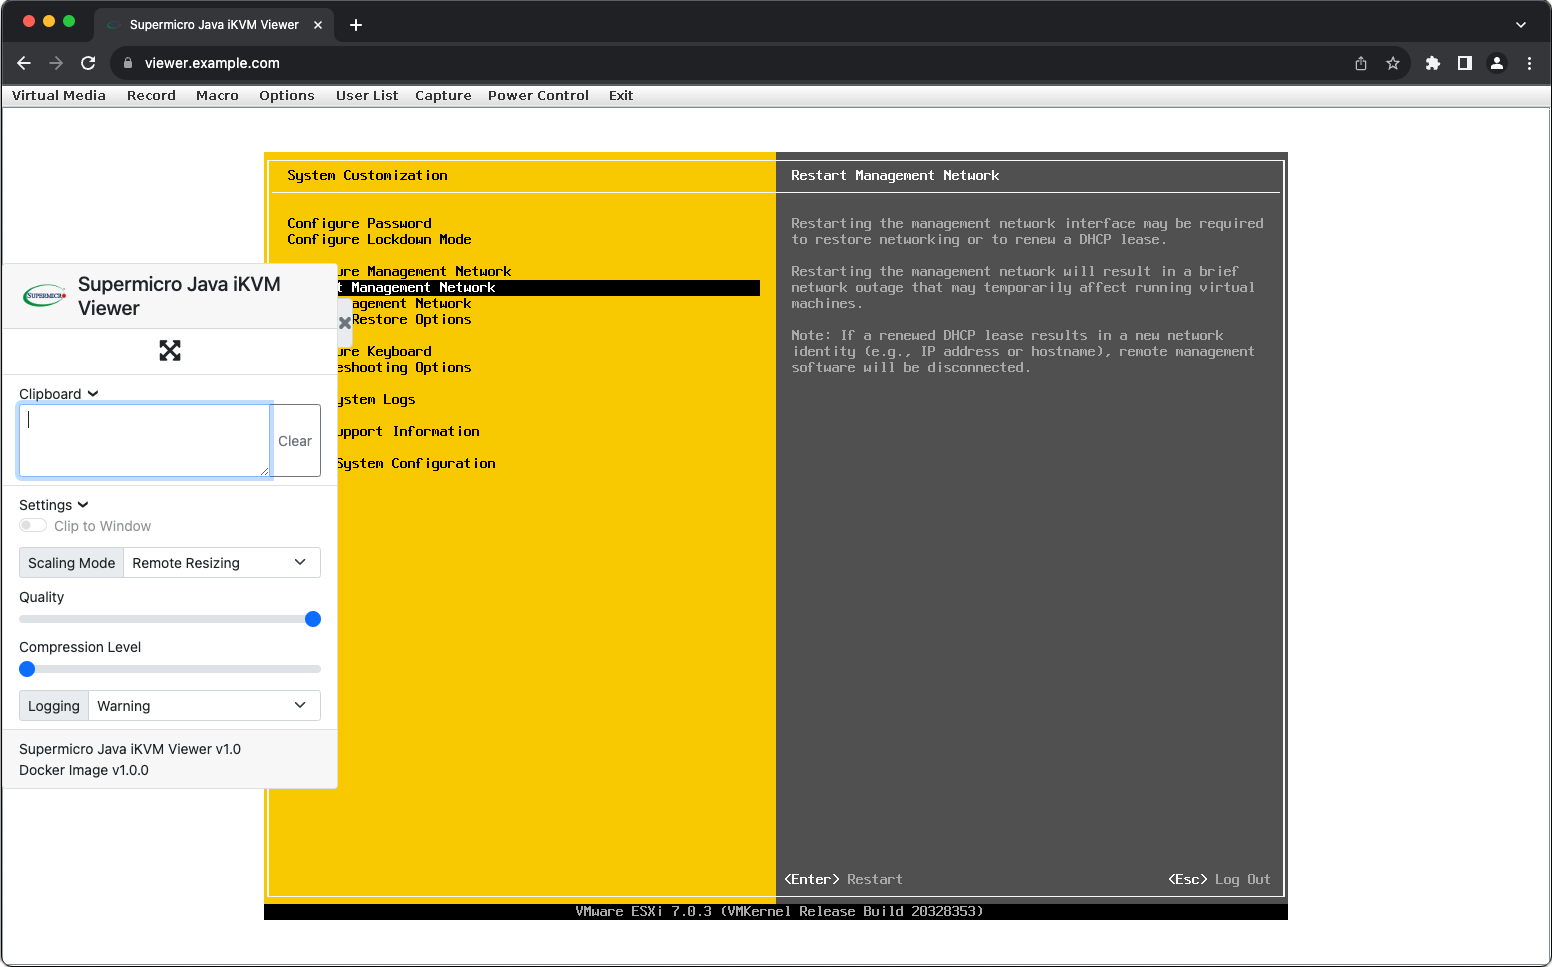 Supermicro Java iKVM Viewer
viewer.example.com
Virtual Media Record Macro Options User List Capture Power Control Exit
System Customization
Configure Password
Configure Lockdown Mode
ure Management Network
t Management Network
agement Network
Restore Options
ure Keyboard
eshooting Options
ystem Logs
upport Information
System Configuration
Restart Management Network
Restarting the management network interface may be required
to restore networking or to renew a DHCP lease.
Restarting the management network will result in a brief
network outage that may temporarily affect running virtual
machines.
Note: If a renewed DHCP lease results in a new network
identity (e.g., IP address or hostname), remote management
software will be disconnected.
<Enter> Restart
<Esc> Log Out
VMware ESXi 7.0.3 (VMKernel Release Build 20328353)
SUPERMICRO
Supermicro Java iKVM
Viewer
Clipboard
Clear
Settings
Clip to Window
Scaling Mode Remote Resizing
Quality
Compression Level
Logging Warning
Supermicro Java iKVM Viewer v1.0
Docker Image v1.0.0